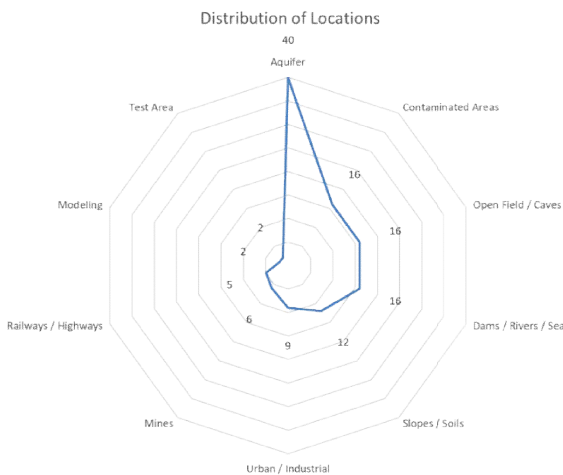 Distribution of Locations
40
Aquifer
Test Area
Contaminated Areas
16
Modeling
2
Open Field / Caves
16
2
5
16
Railways / Highways
6
12
Dams / Rivers / Sea
9
Mines
Slopes / Soils
Urban / Industrial